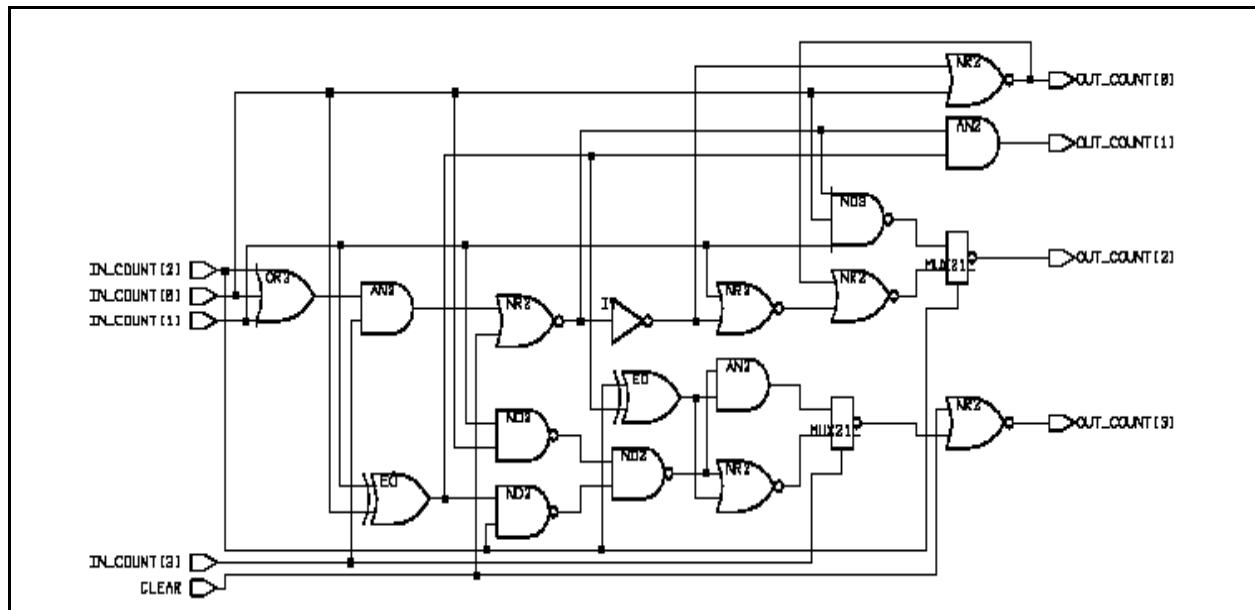 NR2
OUT_COUNT[0]
AN2
OUT_COUNT[1]
ND3
IN_COUNT[2]
OR3
MUX21
OUT_COUNT[2]
IN_COUNT[0]
AN2
NR2
NR2
NR2
IN_COUNT[1]
EO
AN2
ND2
MUX21
NR2
OUT_COUNT[3]
ND2
NR2
EO
ND2
IN_COUNT[3]
CLEAR